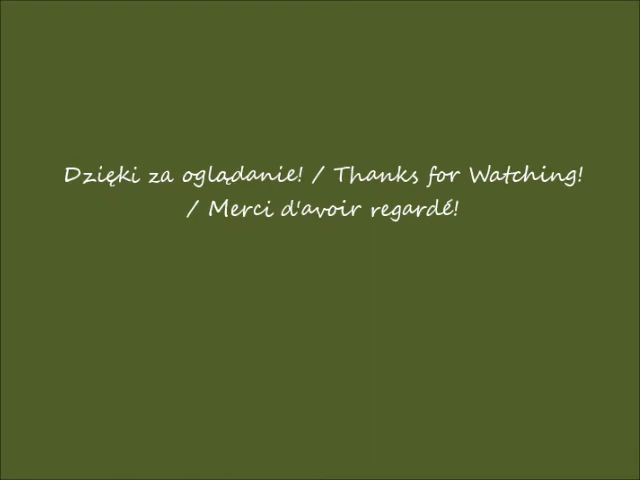 Dzięki za oglądanie! / Thanks for Watching!
/ Merci d'avoir regardé!